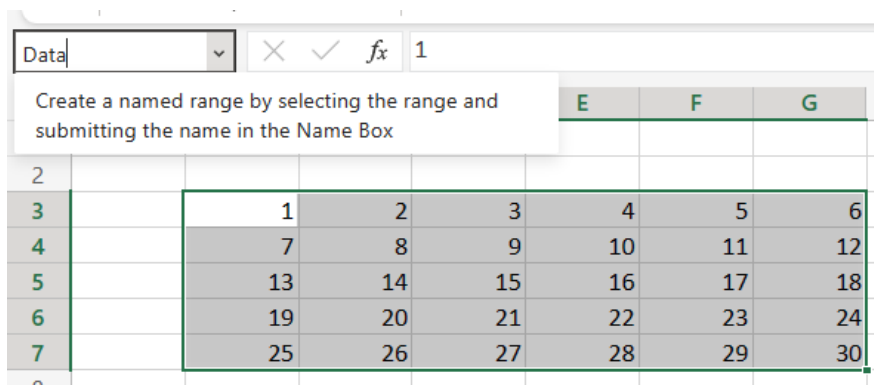 Data
fx 1
Create a named range by selecting the range and
submitting the name in the Name Box
E F G
2
3 1 2 3 4 5 6
4 7 8 9 10 11 12
5 13 14 15 16 17 18
6 19 20 21 22 23 24
7 25 26 27 28 29 30